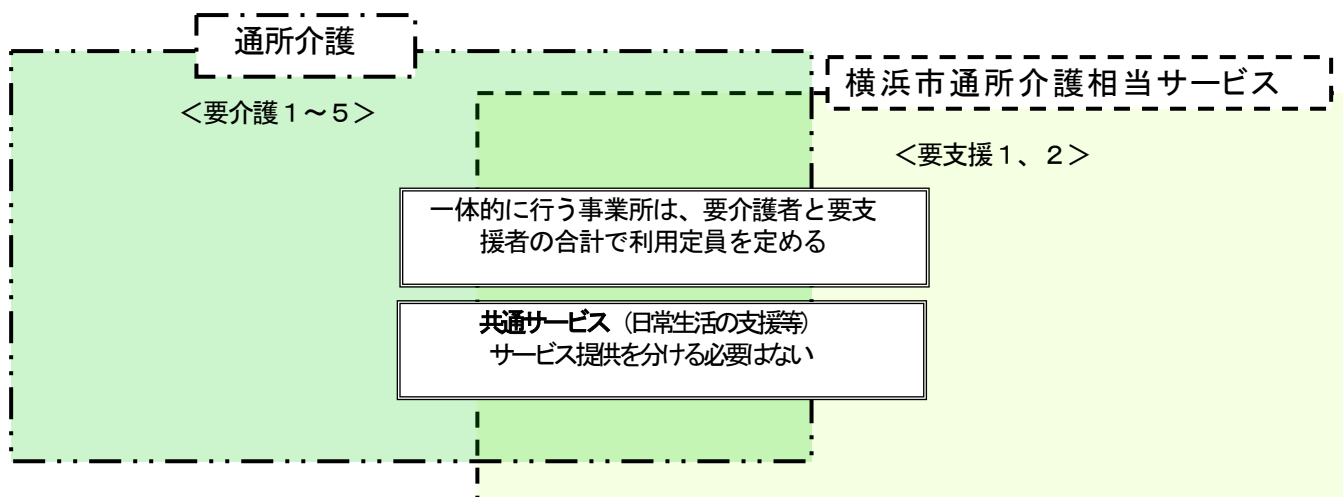 通所介護
横浜市通所介護相当サービス
＜要介護１～５＞
＜要支援１、２＞
一体的に行う事業所は、要介護者と要支
援者の合計で利用定員を定める
共通サービス（日常生活の支援等）
サービス提供を分ける必要はない